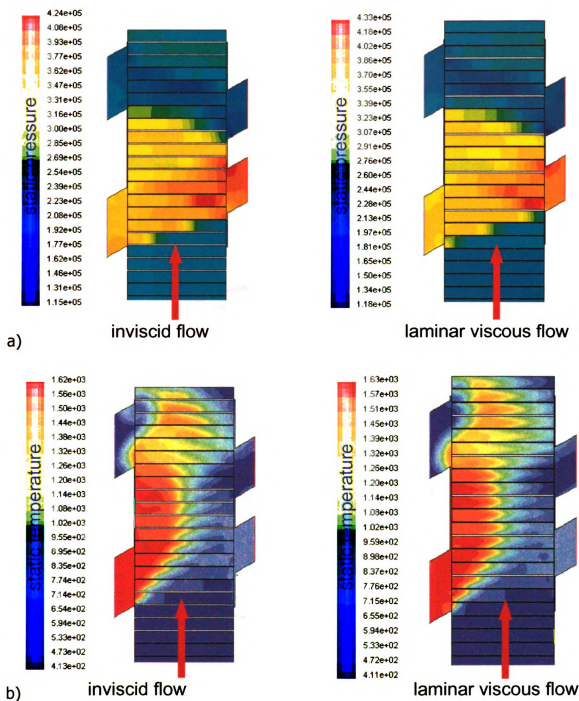 4.24e+05
4.08e+05
3.93e+05
3.77e+05
3.62e+05
3.47e+05
3.31e+05
3.16e+05
3.00e+05
2.85e+05
2.69e+05
2.54e+05
2.39e+05
2.23e+05
2.08e+05
1.92e+05
1.77e+05
1.62e+05
1.46e+05
1.31e+05
1.15e+05
static pressure
inviscid flow
4.33e+05
4.18e+05
4.02e+05
3.86e+05
3.70e+05
3.55e+05
3.39e+05
3.23e+05
3.07e+05
2.91e+05
2.76e+05
2.60e+05
2.44e+05
2.28e+05
2.13e+05
1.97e+05
1.81e+05
1.65e+05
1.50e+05
1.34e+05
1.18e+05
static pressure
laminar viscous flow
a)
1.62e+03
1.56e+03
1.50e+03
1.44e+03
1.38e+03
1.32e+03
1.26e+03
1.20e+03
1.14e+03
1.08e+03
1.02e+03
9.55e+02
8.95e+02
8.35e+02
7.74e+02
7.14e+02
6.54e+02
5.94e+02
5.33e+02
4.73e+02
4.13e+02
static temperature
inviscid flow
1.63e+03
1.57e+03
1.51e+03
1.45e+03
1.39e+03
1.33e+03
1.26e+03
1.20e+03
1.14e+03
1.08e+03
1.02e+03
9.59e+02
8.98e+02
8.37e+02
7.76e+02
7.15e+02
6.55e+02
5.94e+02
5.33e+02
4.72e+02
4.11e+02
static temperature
laminar viscous flow
b)